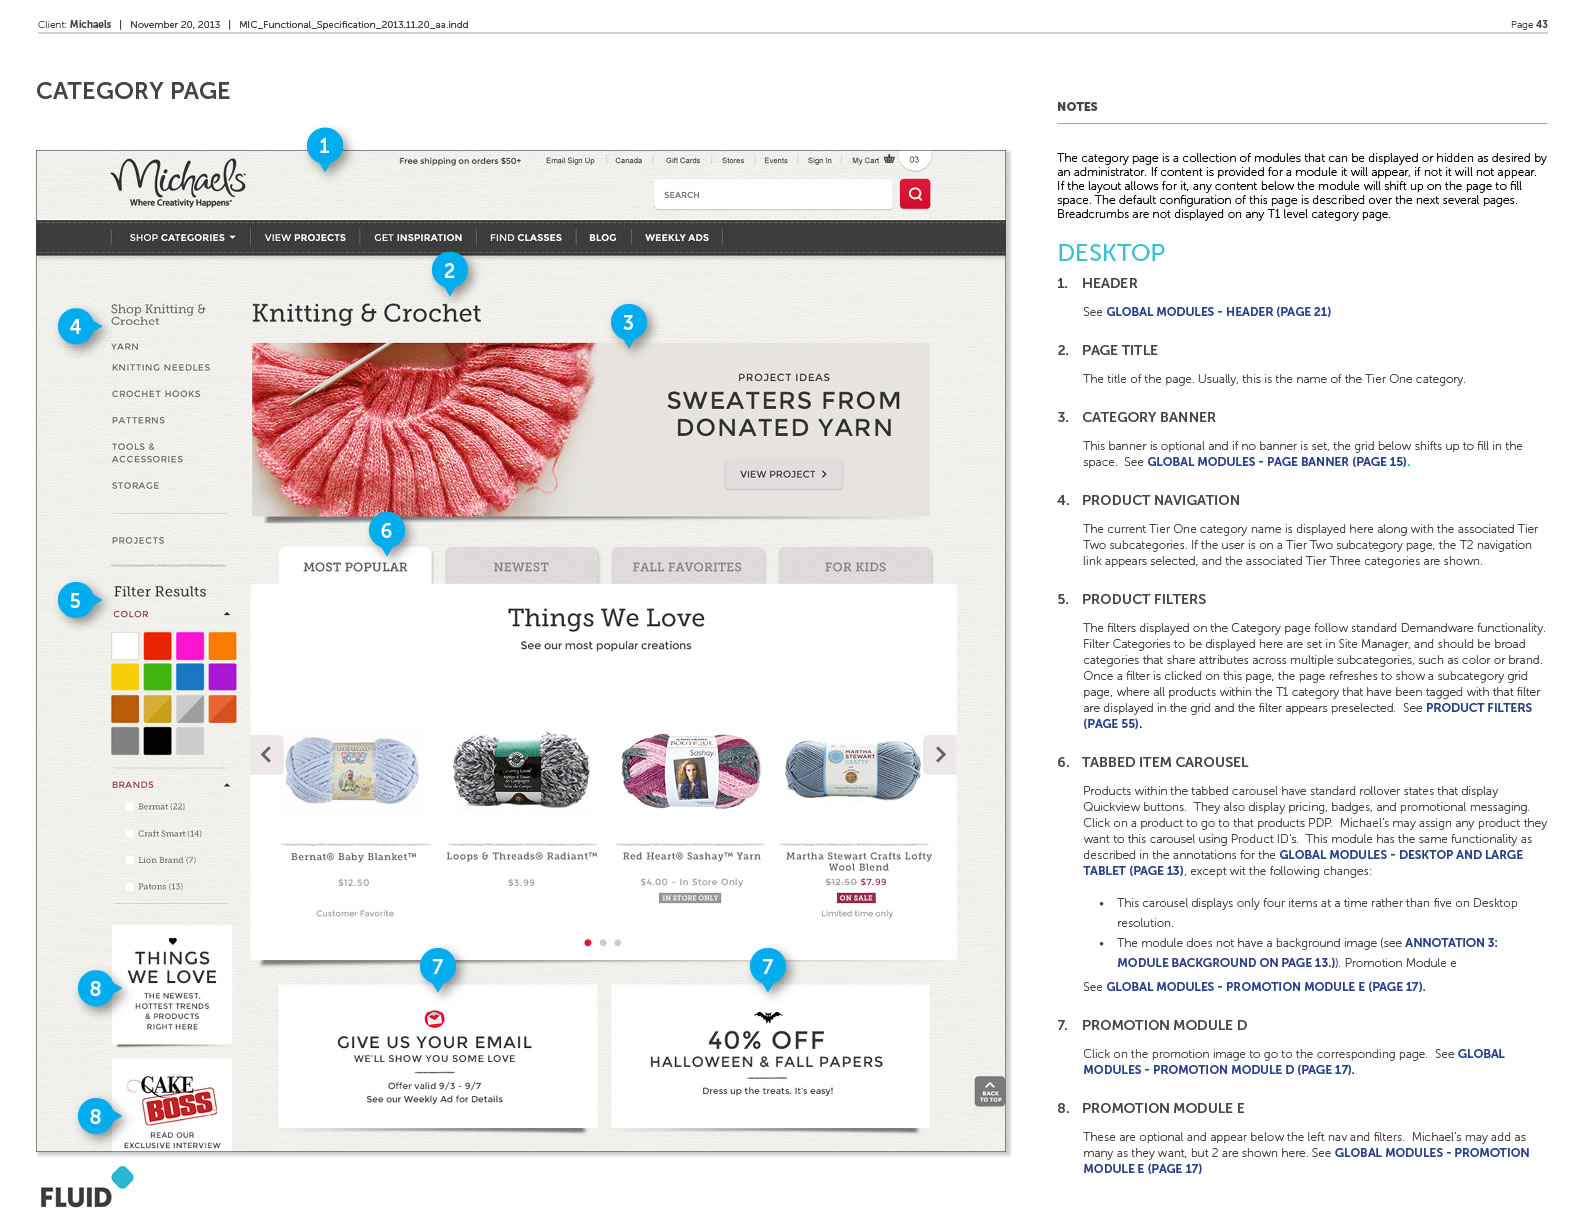 Client: Michaels | November 20, 2013 | MIC_Functional_Specification_2013.11.20_aa.indd
Page 43
CATEGORY PAGE
1
Michaels
Where Creativity Happens
Free shipping on orders $50+
Email Sign Up | Canada | Gift Cards | Stores | Events | Sign In | My Cart 03
SEARCH
SHOP CATEGORIES | VIEW PROJECTS | GET INSPIRATION | FIND CLASSES | BLOG | WEEKLY ADS
2
Knitting & Crochet
3
4
Shop Knitting &
Crochet
YARN
KNITTING NEEDLES
CROCHET HOOKS
PATTERNS
TOOLS &
ACCESSORIES
STORAGE
PROJECTS
PROJECT IDEAS
SWEATERS FROM
DONATED YARN
VIEW PROJECT >
5
Filter Results
COLOR
BRANDS
Bermat (22)
Craft Smart (14)
Lion Brand (7)
Patons (13)
6
MOST POPULAR
NEWEST
FALL FAVORITES
FOR KIDS
Things We Love
See our most popular creations
BOUTIQUE
Sashay
MARTHA
STEWART
CRAFTS
Bernat® Baby Blanket™
$12.50
Customer Favorite
Loops & Threads® Radiant™
$3.99
Red Heart® Sashay™ Yarn
$4.00 - In Store Only
IN STORE ONLY
Martha Stewart Crafts Lofty
Wool Blend
$12.50 $7.99
ON SALE
Limited time only
8
THINGS
WE LOVE
THE NEWEST,
HOTTEST TRENDS
& PRODUCTS
RIGHT HERE
8
CAKE
BOSS
READ OUR
EXCLUSIVE INTERVIEW
7
GIVE US YOUR EMAIL
WE'LL SHOW YOU SOME LOVE
Offer valid 9/3 - 9/7
See our Weekly Ad for Details
7
40% OFF
HALLOWEEN & FALL PAPERS
Dress up the treats. It's easy!
BACK
TO TOP
FLUID
NOTES
The category page is a collection of modules that can be displayed or hidden as desired by
an administrator. If content is provided for a module it will appear, if not it will not appear.
If the layout allows for it, any content below the module will shift up on the page to fill
space. The default configuration of this page is described over the next several pages.
Breadcrumbs are not displayed on any T1 level category page.
DESKTOP
1. HEADER
See GLOBAL MODULES - HEADER (PAGE 21)
2. PAGE TITLE
The title of the page. Usually, this is the name of the Tier One category.
3. CATEGORY BANNER
This banner is optional and if no banner is set, the grid below shifts up to fill in the
space. See GLOBAL MODULES - PAGE BANNER (PAGE 15).
4. PRODUCT NAVIGATION
The current Tier One category name is displayed here along with the associated Tier
Two subcategories. If the user is on a Tier Two subcategory page, the T2 navigation
link appears selected, and the associated Tier Three categories are shown.
5. PRODUCT FILTERS
The filters displayed on the Category page follow standard Demandware functionality.
Filter Categories to be displayed here are set in Site Manager, and should be broad
categories that share attributes across multiple subcategories, such as color or brand.
Once a filter is clicked on this page, the page refreshes to show a subcategory grid
page, where all products within the T1 category that have been tagged with that filter
are displayed in the grid and the filter appears preselected. See PRODUCT FILTERS
(PAGE 55).
6. TABBED ITEM CAROUSEL
Products within the tabbed carousel have standard rollover states that display
Quickview buttons. They also display pricing, badges, and promotional messaging.
Click on a product to go to that products PDP. Michael's may assign any product they
want to this carousel using Product ID's. This module has the same functionality as
described in the annotations for the GLOBAL MODULES - DESKTOP AND LARGE
TABLET (PAGE 13), except wit the following changes:
• This carousel displays only four items at a time rather than five on Desktop
resolution.
• The module does not have a background image (see ANNOTATION 3:
MODULE BACKGROUND ON PAGE 13.)). Promotion Module e
See GLOBAL MODULES - PROMOTION MODULE E (PAGE 17).
7. PROMOTION MODULE D
Click on the promotion image to go to the corresponding page. See GLOBAL
MODULES - PROMOTION MODULE D (PAGE 17).
8. PROMOTION MODULE E
These are optional and appear below the left nav and filters. Michael's may add as
many as they want, but 2 are shown here. See GLOBAL MODULES - PROMOTION
MODULE E (PAGE 17)